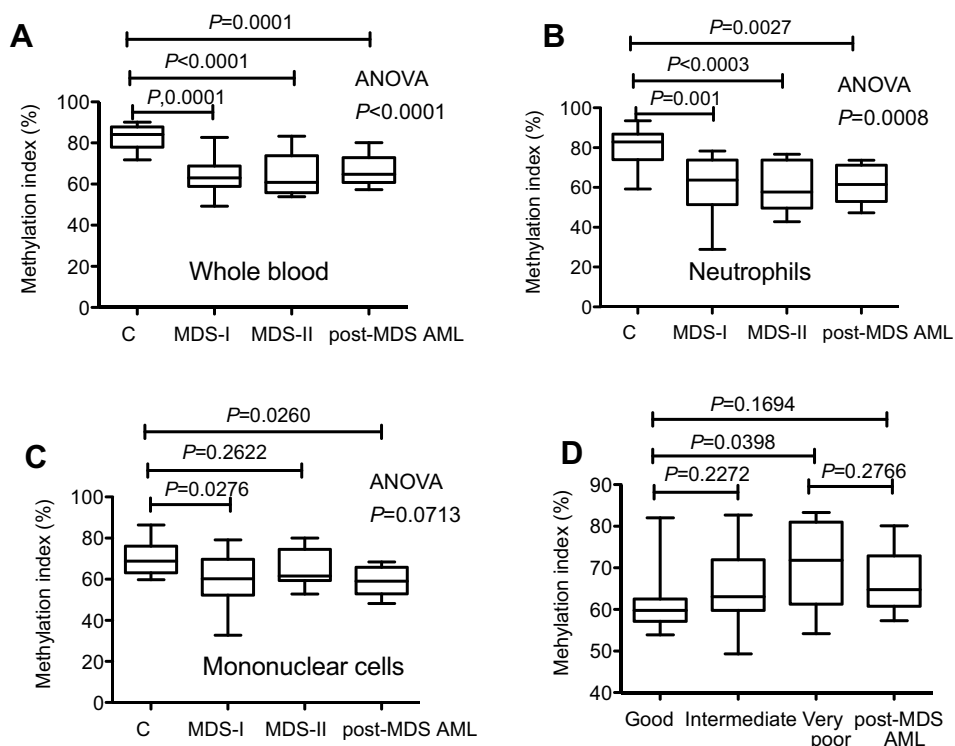 A
P=0.0001
P<0.0001
P,0.0001
ANOVA
P<0.0001
Methylation index (%)
100
80
60
40
20
0
Whole blood
C MDS-I MDS-II post-MDS AML
B
P=0.0027
P<0.0003
P=0.001
ANOVA
P=0.0008
Methylation index (%)
100
80
60
40
20
0
Neutrophils
C MDS-I MDS-II post-MDS AML
C
P=0.0260
P=0.2622
P=0.0276
ANOVA
P=0.0713
Methylation index (%)
100
80
60
40
20
0
Mononuclear cells
C MDS-I MDS-II post-MDS AML
D
P=0.1694
P=0.0398
P=0.2272
P=0.2766
Mehylation index (%)
90
80
70
60
50
40
Good Intermediate Very post-MDS
poor AML